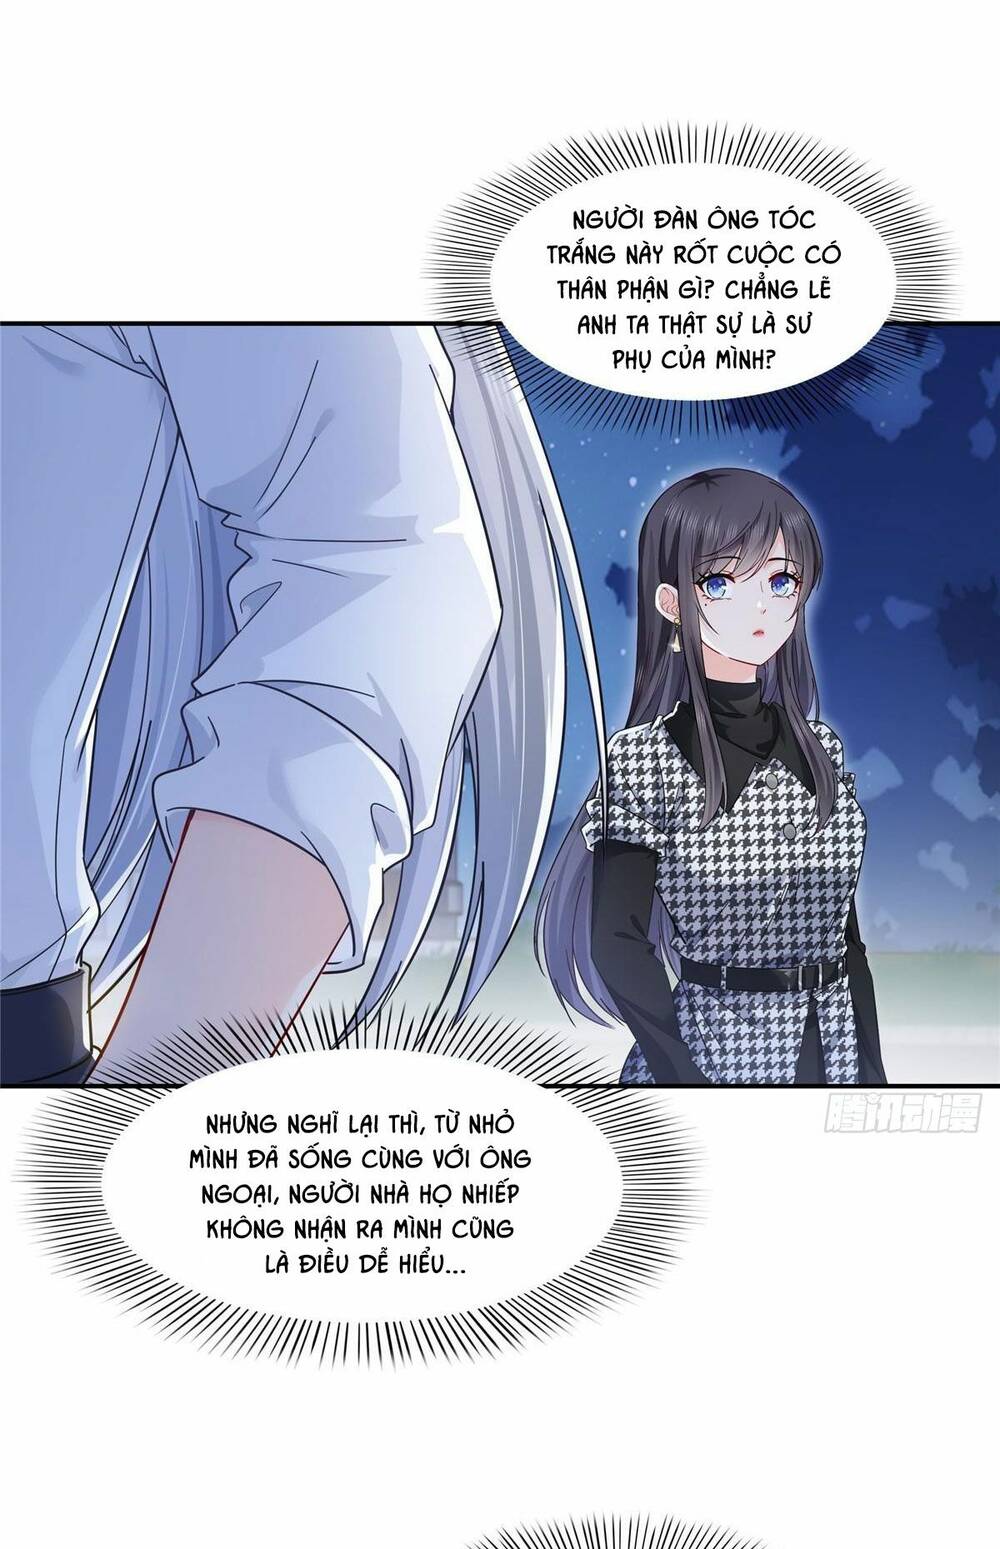 NGƯỜI ĐÀN ÔNG TÓC
TRẮNG NÀY RỐT CUỘC CÓ
THÂN PHẬN GÌ? CHẲNG LẼ
ANH TA THẬT SỰ LÀ SƯ
PHỤ CỦA MÌNH?
腾讯动漫
NHƯNG NGHĨ LẠI THÌ, TỪ NHỎ
MÌNH ĐÃ SỐNG CÙNG VỚI ÔNG
NGOẠI, NGƯỜI NHÀ HỌ NHIẾP
KHÔNG NHẬN RA MÌNH CŨNG
LÀ ĐIỀU DỄ HIỂU...